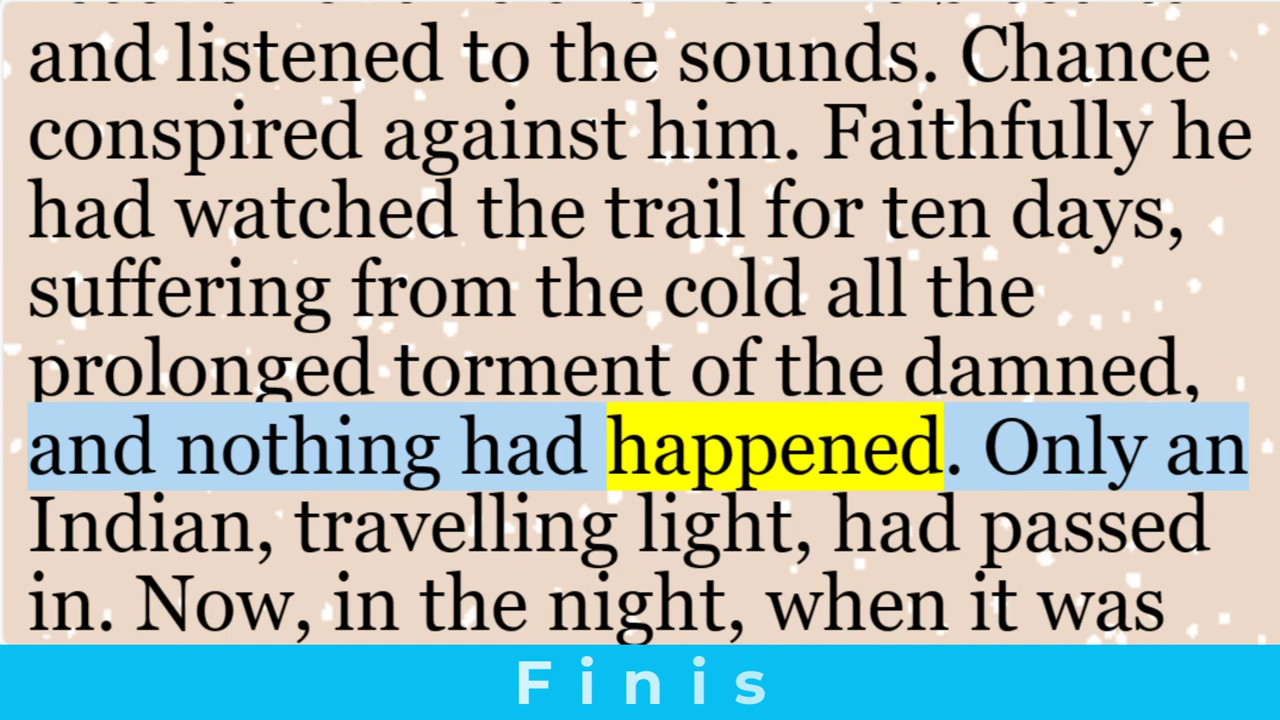 and listened to the sounds. Chance
conspired against him. Faithfully he
had watched the trail for ten days,
suffering from the cold all the
prolonged torment of the damned,
and nothing had happened. Only an
Indian, travelling light, had passed
in. Now, in the night, when it was
Finis